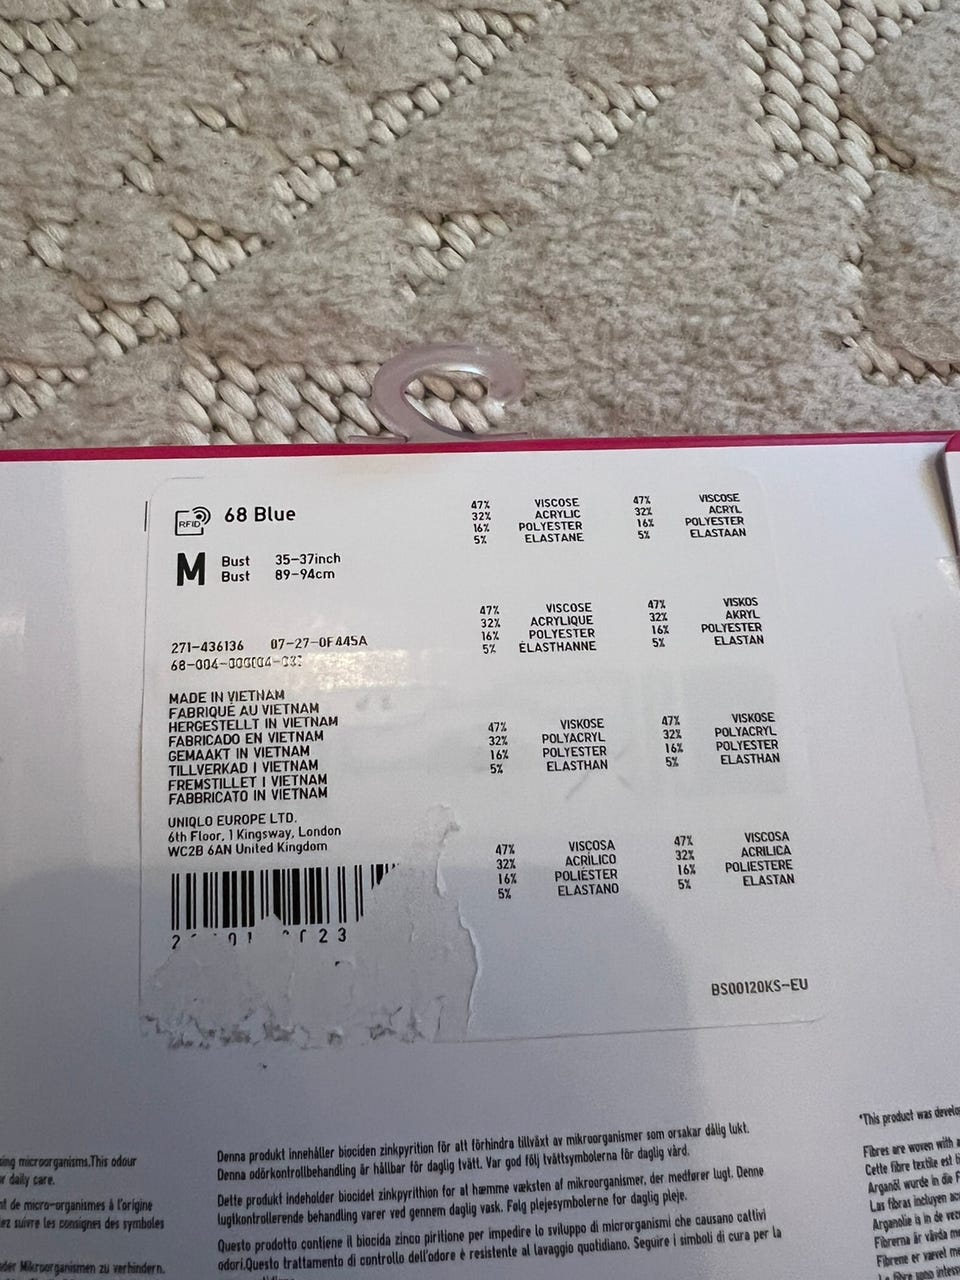 RFID
68 Blue
M
Bust 35-37inch
Bust 89-94cm
271-436136 07-27-0F445A
68-004-
MADE IN VIETNAM
FABRIQUÉ AU VIETNAM
HERGESTELLT IN VIETNAM
FABRICADO EN VIETNAM
GEMAAKT IN VIETNAM
TILLVERKAD I VIETNAM
FREMSTILLET I VIETNAM
FABBRICATO IN VIETNAM
UNIQLO EUROPE LTD.
6th Floor, 1 Kingsway, London
WC2B 6AN United Kingdom
47% VISCOSE
32% ACRYLIC
16% POLYESTER
5% ELASTANE
47% VISCOSE
32% ACRYL
16% POLYESTER
5% ELASTAAN
47% VISCOSE
32% ACRYLIQUE
16% POLYESTER
5% ÉLASTHANNE
47% VISKOS
32% AKRYL
16% POLYESTER
5% ELASTAN
47% VISKOSE
32% POLYACRYL
16% POLYESTER
5% ELASTHAN
47% VISKOSE
32% POLYACRYL
16% POLYESTER
5% ELASTHAN
47% VISCOSA
32% ACRÍLICO
16% POLIÉSTER
5% ELASTANO
47% VISCOSA
32% ACRILICA
16% POLIESTERE
5% ELASTAN
BS00120KS-EU
microorganisms.This odour
daily care.
de micro-organismes à l'origine
suivre les consignes des symboles
Mikroorganismen zu verhindern.
Denna produkt innehåller biociden zinkpyrition för att förhindra tillväxt av mikroorganismer som orsakar dålig lukt.
Denna odörkontrollbehandling är hållbar för daglig tvätt. Var god följ tvättsymbolerna för daglig vård.
Dette produkt indeholder biocidet zinkpyrithion for at hæmme væksten af mikroorganismer, der medfører lugt. Denne
lugtkontrollerende behandling varer ved gennem daglig vask. Følg plejesymbolerne for daglig pleje.
Questo prodotto contiene il biocida zinco piritione per impedire lo sviluppo di microrganismi che causano cattivi
odori.Questo trattamento di controllo dell'odore è resistente al lavaggio quotidiano. Seguire i simboli di cura per la
*This product was
Fibres are woven with
Cette fibre textile est
Arganöl wurde in die
Las fibras incluyen
Arganolie is in de
Fibrerna är vävda
Fibrene er vævet